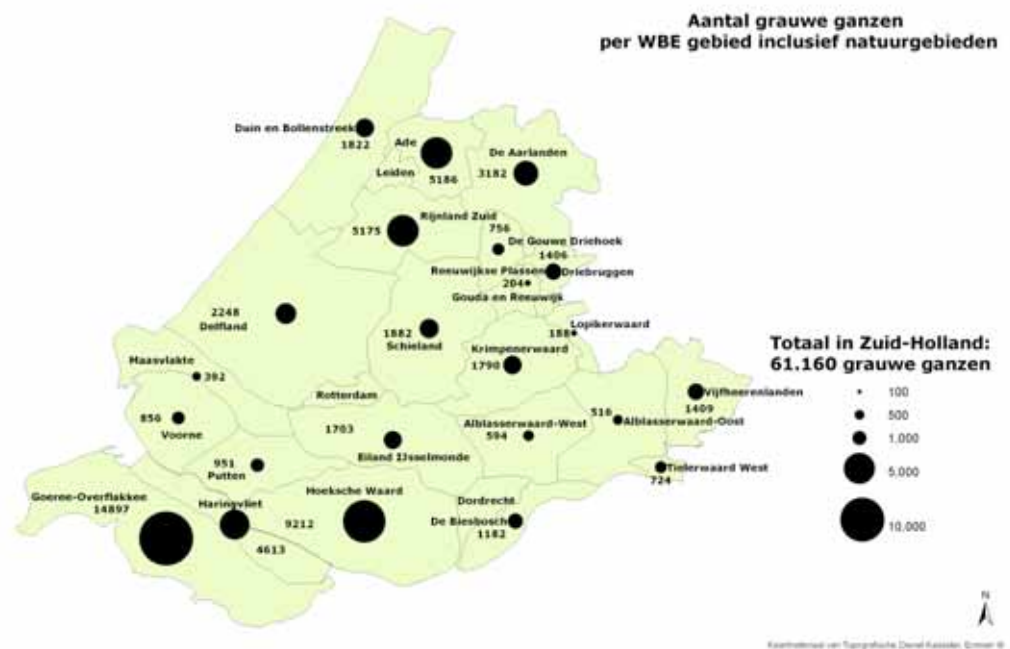 Aantal grauwe ganzen
per WBE gebied inclusief natuurgebieden
Duin en Bollenstreek
1822
Ade
Leiden
5186
De Aarlanden
3182
Rijnland Zuid
5175
756
De Gouwe Driehoek
1406
Reeuwijkse Plassen
Driebruggen
204
Gouda en Reeuwijk
2248
Delfland
1882
Schieland
188
Lopikerwaard
Krimpenerwaard
1790
Maasvlakte
392
Rotterdam
856
Voorne
1703
Eiland IJsselmonde
Alblasserwaard-West
594
516
Alblasserwaard-Oost
Vijfheerenlanden
1409
Tielerwaard West
724
951
Putten
Goeree-Overflakkee
14897
Haringvliet
4613
Hoeksche Waard
9212
Dordrecht
De Biesbosch
1182
Totaal in Zuid-Holland:
61.160 grauwe ganzen
100
500
1,000
5,000
10,000
N